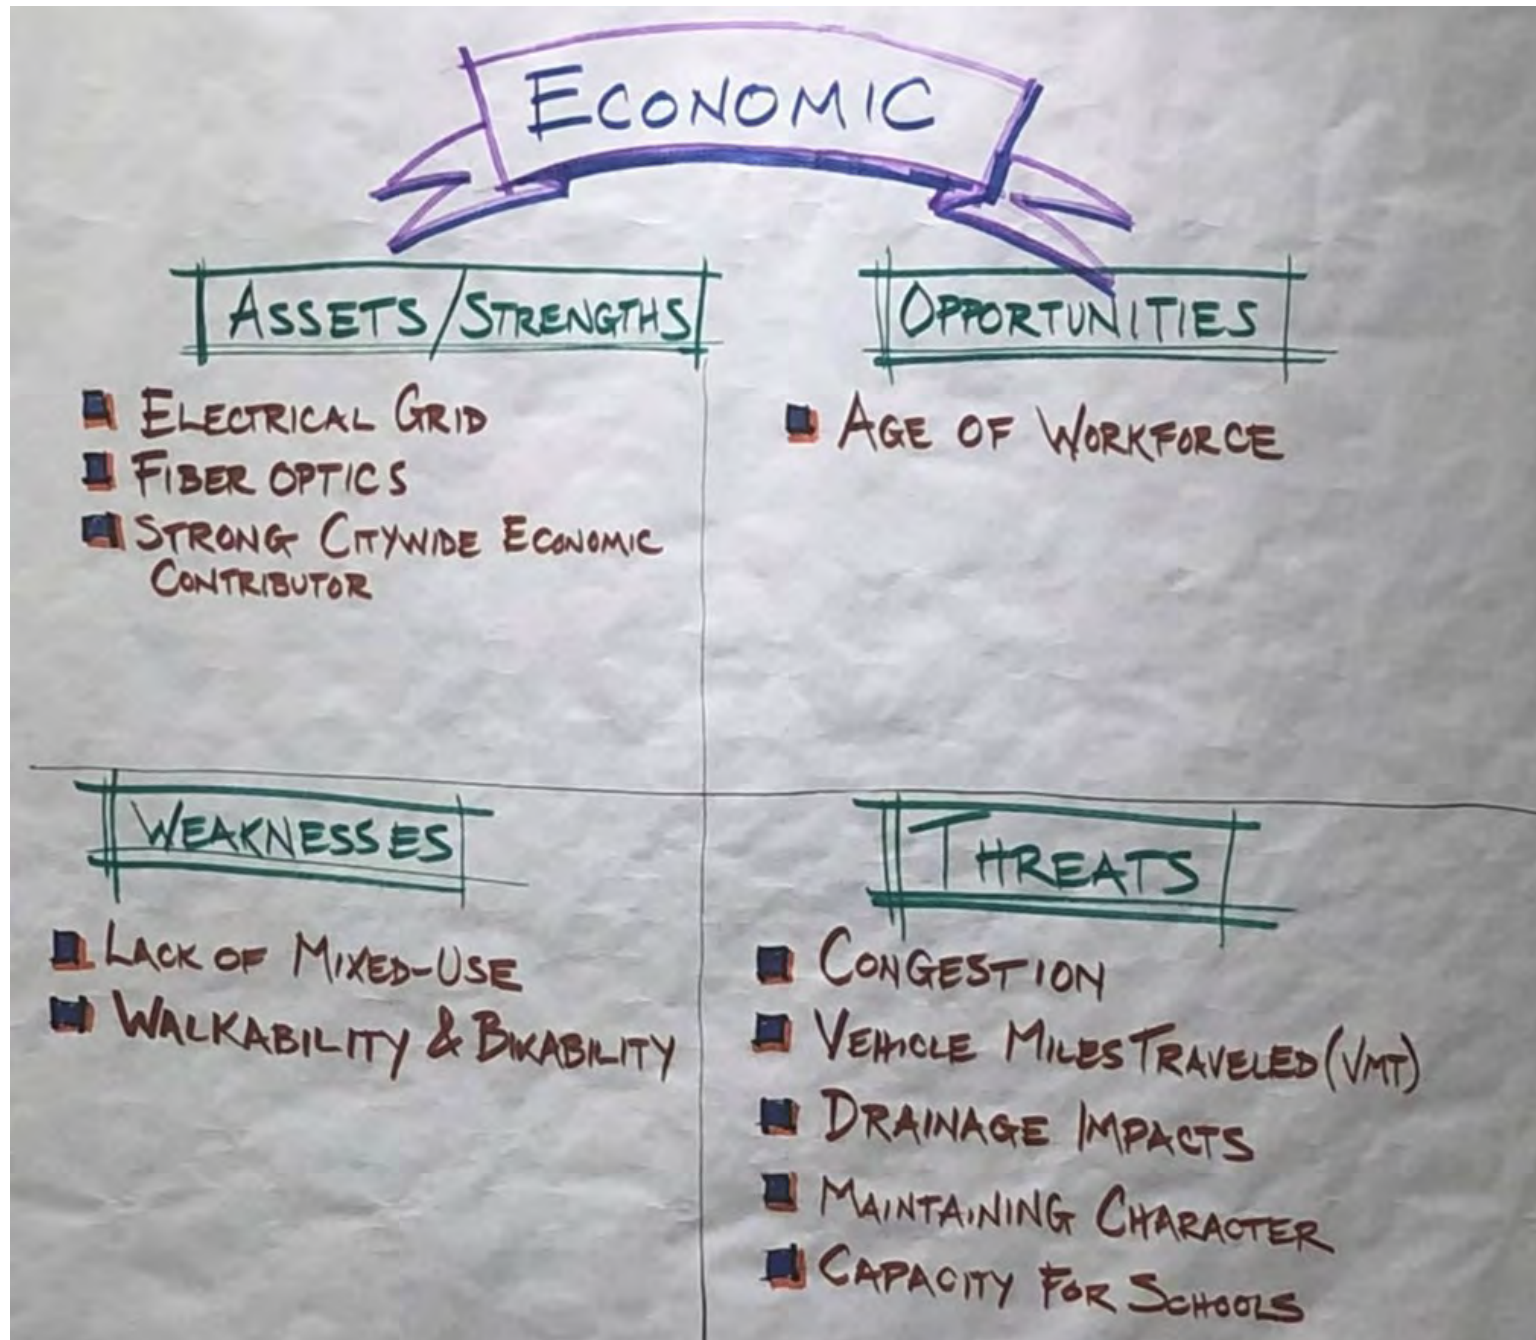 ECONOMIC
ASSETS/STRENGTHS
ELECTRICAL GRID
FIBER OPTICS
STRONG CITYWIDE ECONOMIC
CONTRIBUTOR
OPPORTUNITIES
AGE OF WORKFORCE
WEAKNESSES
LACK OF MIXED-USE
WALKABILITY & BIKABILITY
THREATS
CONGESTION
VEHICLE MILES TRAVELED (VMT)
DRAINAGE IMPACTS
MAINTAINING CHARACTER
CAPACITY FOR SCHOOLS